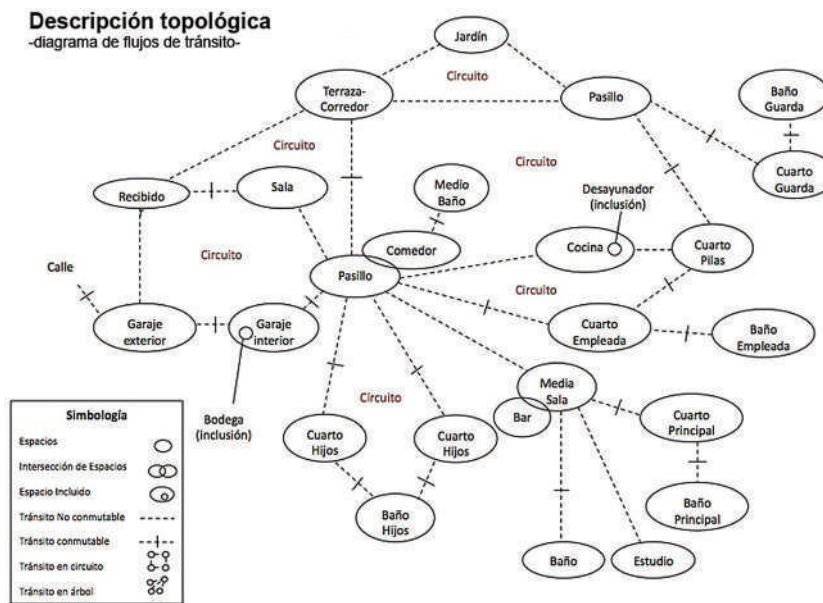 Descripción topológica
-diagrama de flujos de tránsito-
Jardín
Circuito
Terraza-
Corredor
Pasillo
Baño
Guarda
Circuito
Circuito
Cuarto
Guarda
Recibido
Sala
Medio
Baño
Desayunador
(inclusión)
Comedor
Cocina
Cuarto
Pilas
Circuito
Calle
Pasillo
Circuito
Garaje
exterior
Garaje
interior
Cuarto
Empleada
Baño
Empleada
Bodega
(inclusión)
Circuito
Media
Sala
Bar
Cuarto
Principal
Cuarto
Hijos
Cuarto
Hijos
Baño
Hijos
Baño
Principal
Baño
Estudio
Simbología
Espacios
Intersección de Espacios
Espacio Incluido
Tránsito No conmutable
Tránsito conmutable
Tránsito en circuito
Tránsito en árbol